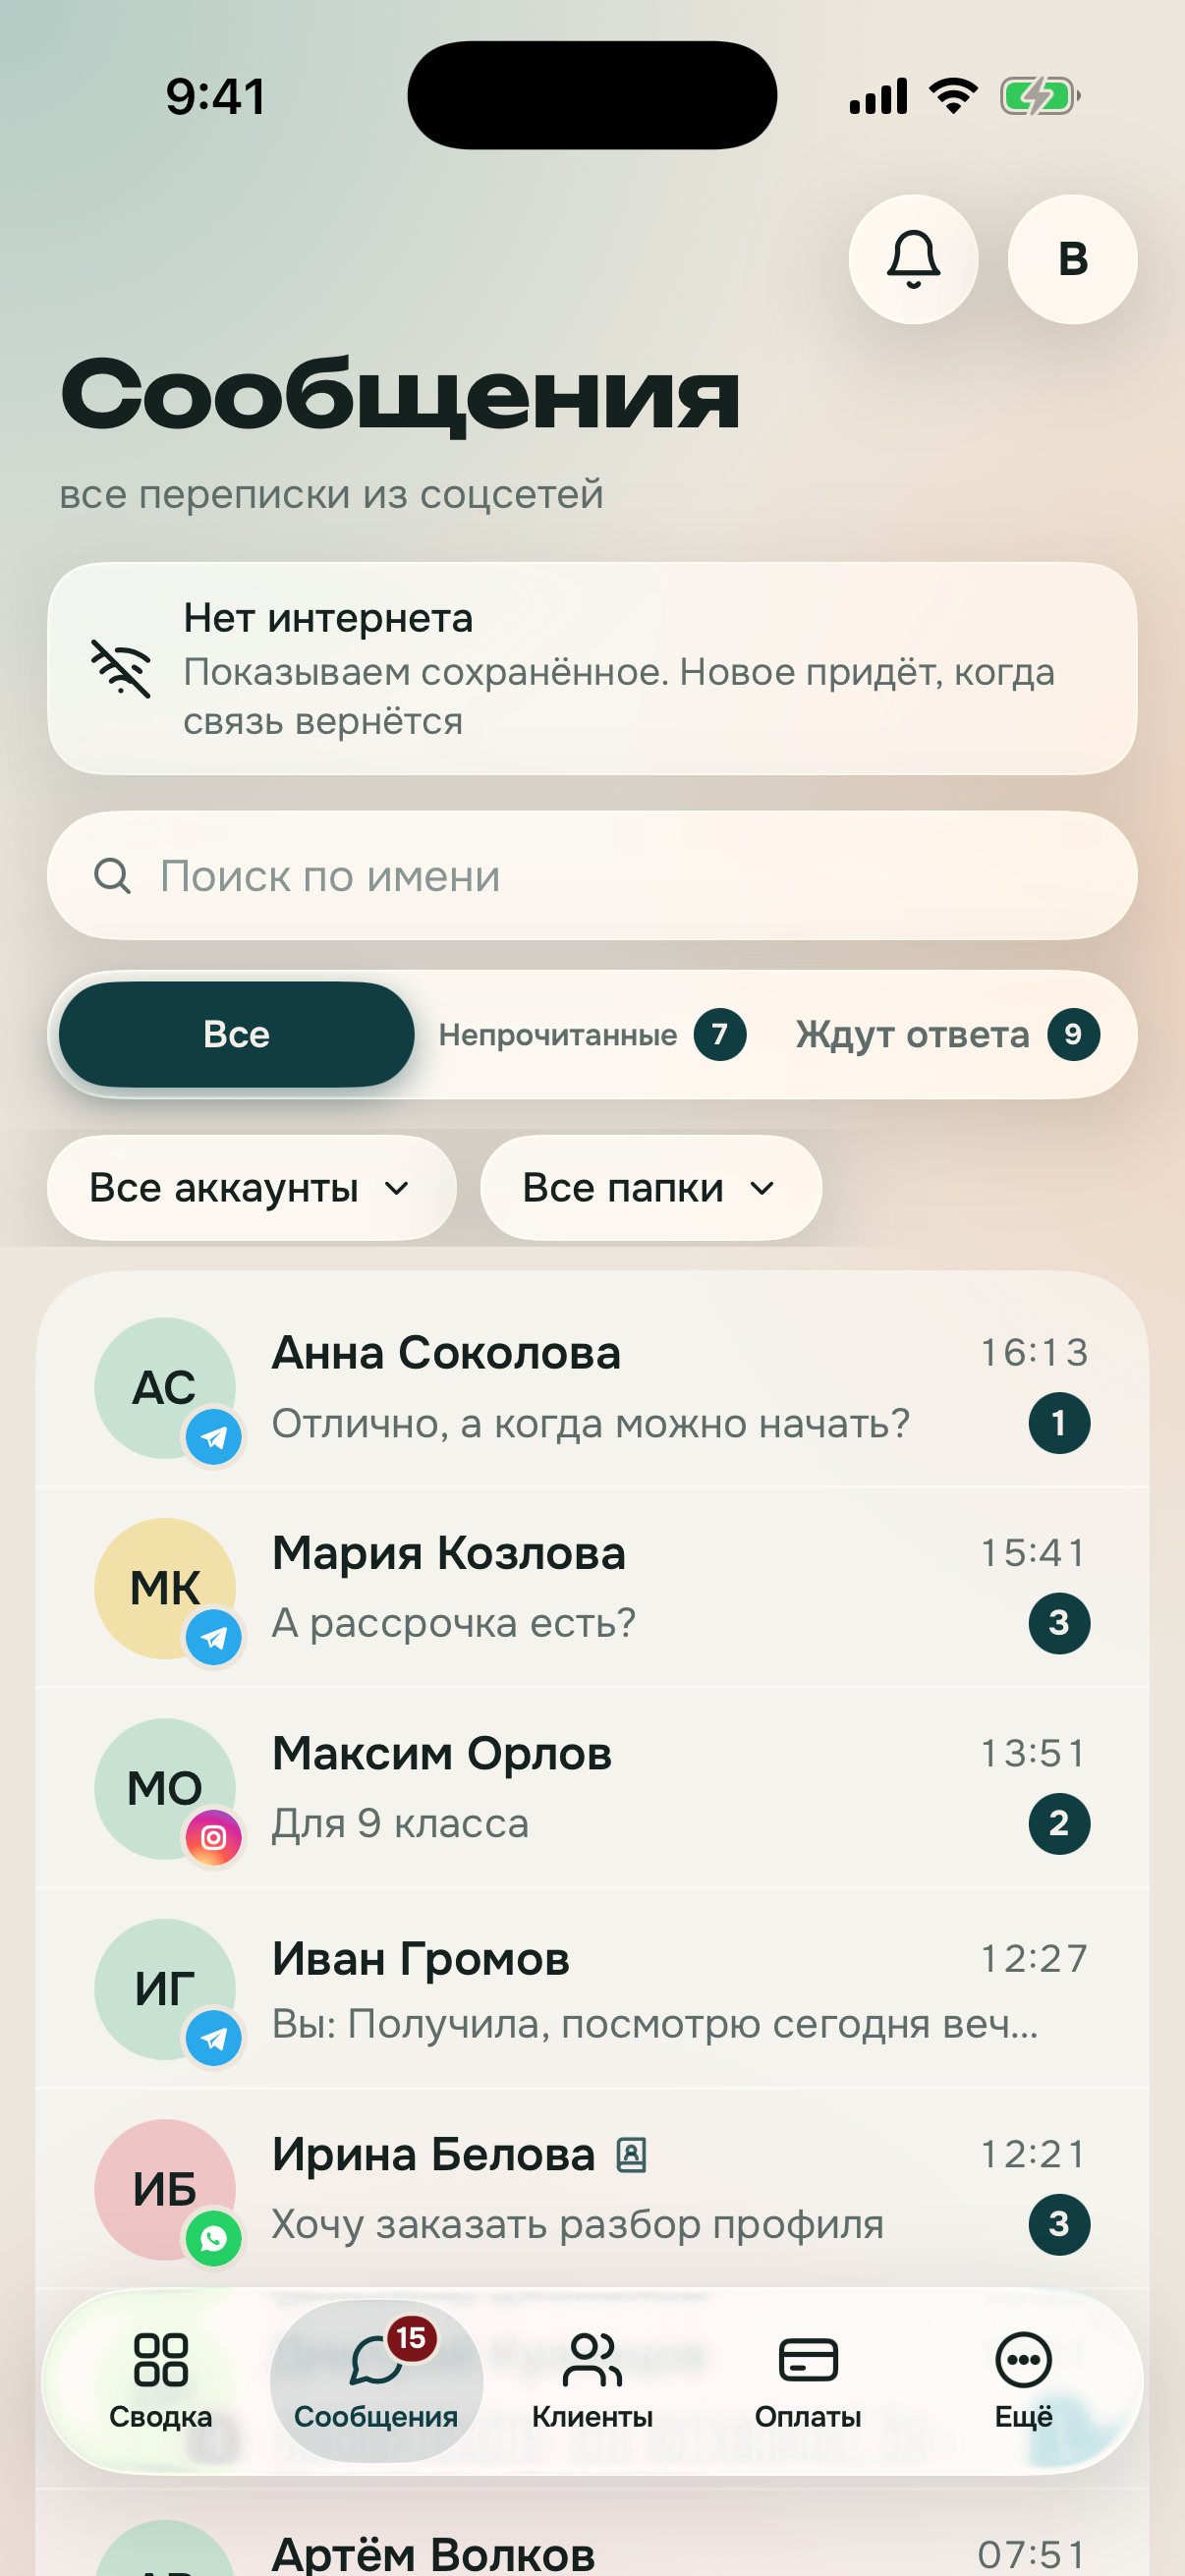 9:41
В
Сообщения
все переписки из соцсетей
Нет интернета
Показываем сохранённое. Новое придёт, когда
связь вернётся
Поиск по имени
Все
Непрочитанные 7
Ждут ответа 9
Все аккаунты
Все папки
АС
Анна Соколова
16:13
Отлично, а когда можно начать?
1
МК
Мария Козлова
15:41
А рассрочка есть?
3
МО
Максим Орлов
13:51
Для 9 класса
2
ИГ
Иван Громов
12:27
Вы: Получила, посмотрю сегодня веч...
ИБ
Ирина Белова
12:21
Хочу заказать разбор профиля
3
15
Сводка
Сообщения
Клиенты
Оплаты
Ещё
Артём Волков
07:51